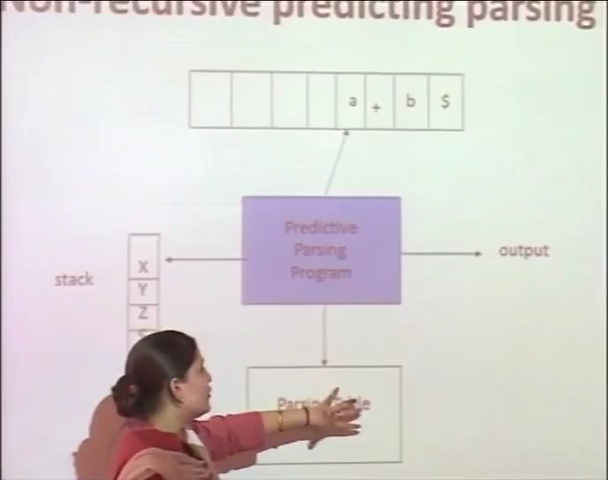 Non-recursive predicting parsing
a + b $
Predictive
Parsing
Program
output
stack
X
Y
Z